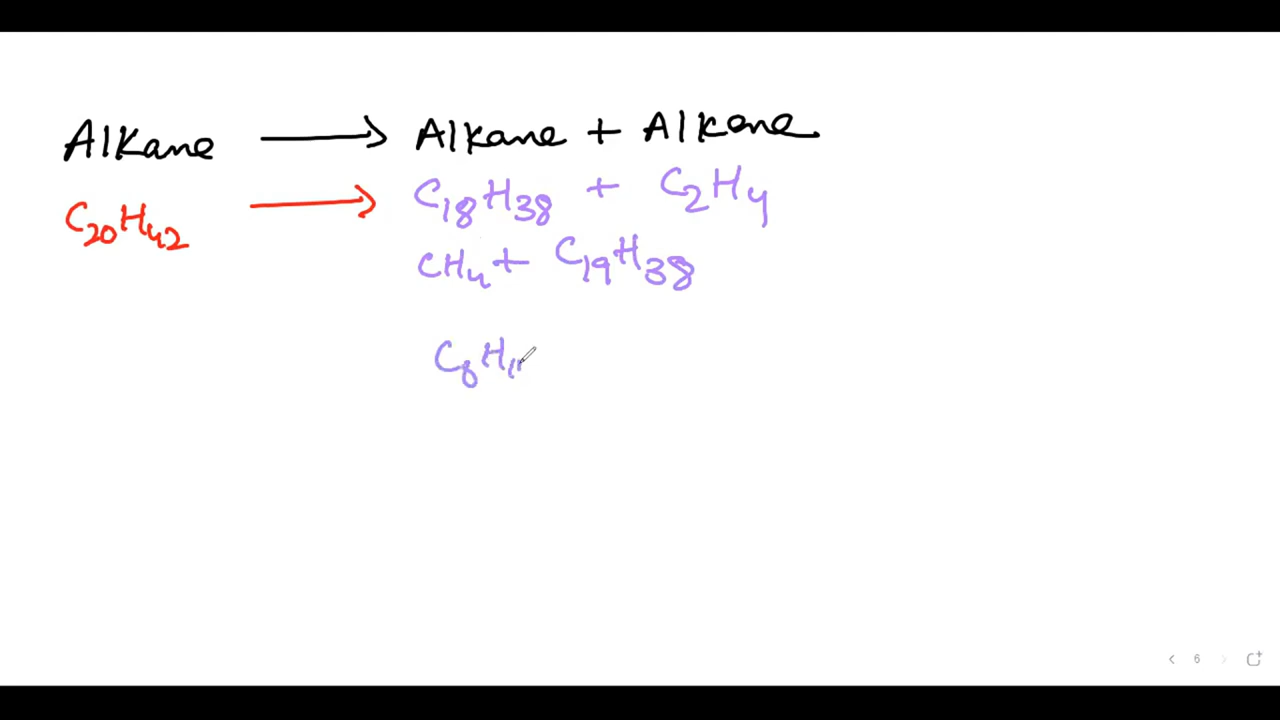 Alkane → Alkane + Alkene
C₂₀H₄₂ → C₁₈H₃₈ + C₂H₄
CH₄ + C₁₉H₃₈
C₈H₁
6